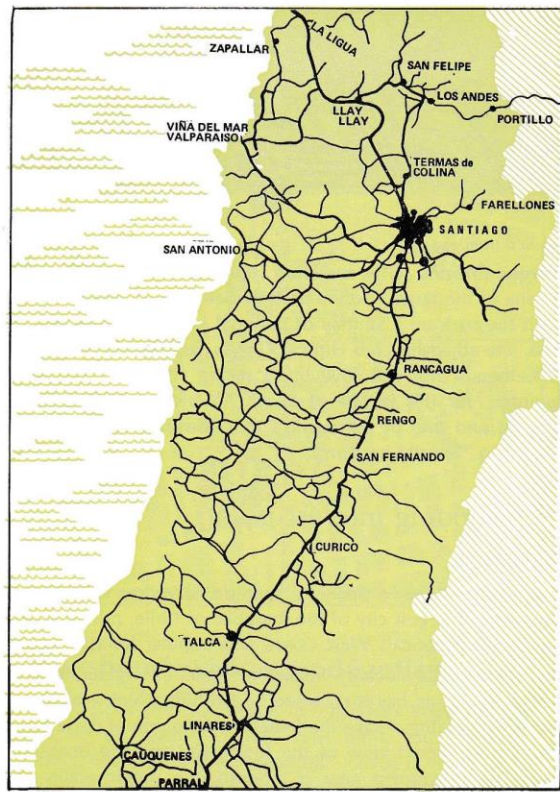 LA LIGUA
ZAPALLAR
SAN FELIPE
LOS ANDES
LLAY
LLAY
PORTILLO
VIÑA DEL MAR
VALPARAISO
TERMAS de
COLINA
FARELLONES
SANTIAGO
SAN ANTONIO
RANCAGUA
RENGO
SAN FERNANDO
CURICO
TALCA
LINARES
CAUQUENES
PARRAL